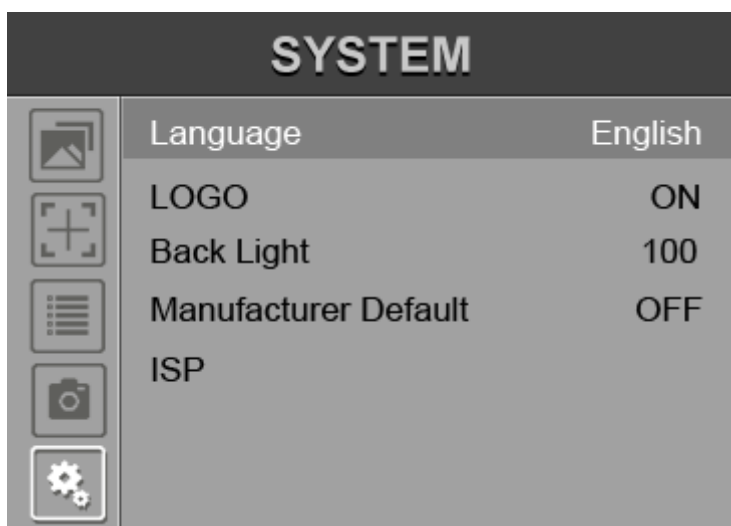 SYSTEM
Language English
LOGO ON
Back Light 100
Manufacturer Default OFF
ISP